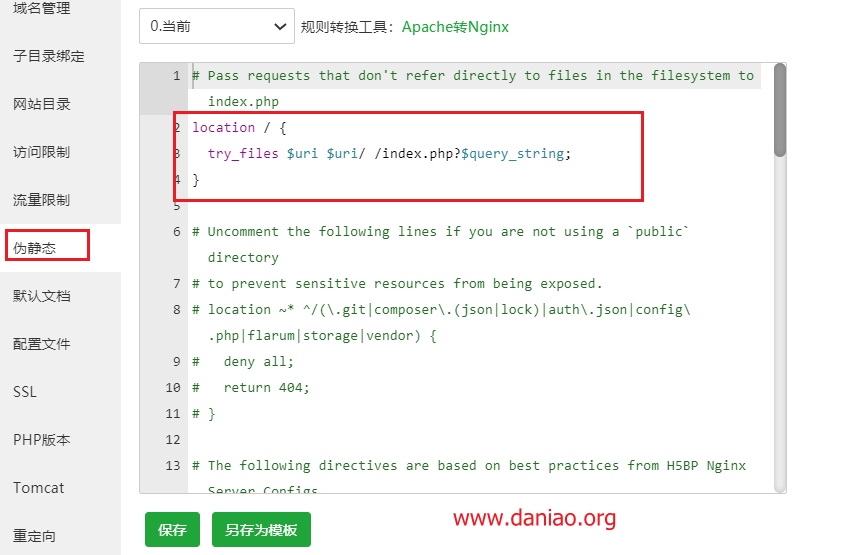 域名管理
子目录绑定
网站目录
访问限制
流量限制
伪静态
默认文档
配置文件
SSL
PHP版本
Tomcat
重定向
0.当前 规则转换工具: Apache转Nginx
1 # Pass requests that don't refer directly to files in the filesystem to
index.php
2 location / {
3 try_files $uri $uri/ /index.php?$query_string;
4 }
5
6 # Uncomment the following lines if you are not using a `public`
directory
7 # to prevent sensitive resources from being exposed.
8 # location ~* ^/(\.git|composer\.(json|lock)|auth\.json|config\
.php|flarum|storage|vendor) {
9 #   deny all;
10 #   return 404;
11 # }
12
13 # The following directives are based on best practices from H5BP Nginx
Server Configs
保存 另存为模板
www.daniao.org